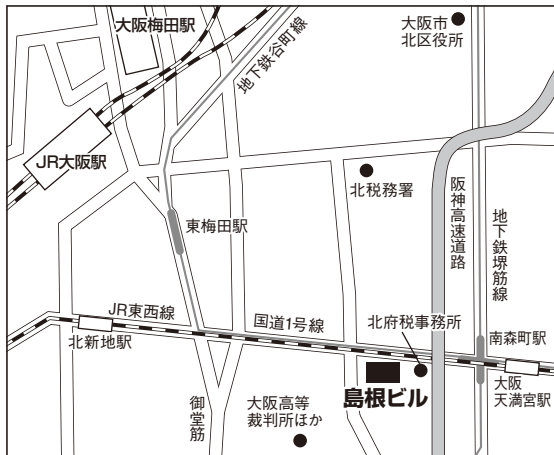 大阪梅田駅
地下鉄谷町線
大阪市
北区役所
JR大阪駅
北税務署
阪神高速道路
地下鉄堺筋線
東梅田駅
JR東西線
国道1号線
北府税事務所
南森町駅
北新地駅
島根ビル
大阪
天満宮駅
御堂筋
大阪高等
裁判所ほか